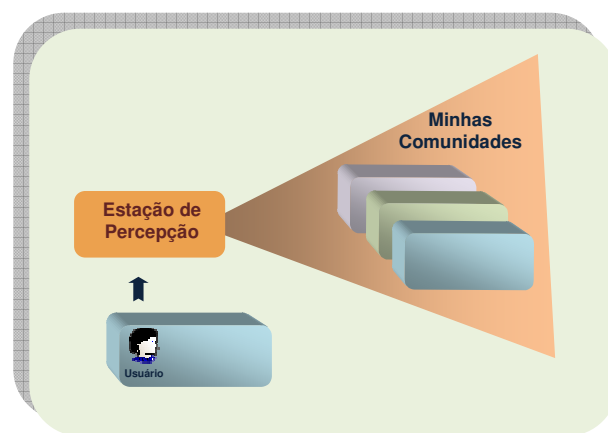 Minhas
Comunidades
Estação de
Percepção
Usuário